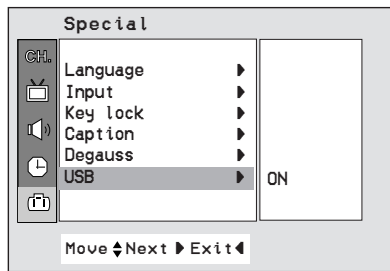 Special
CH.
Language
Input
Key lock
Caption
Degauss
USB ON
Move Next Exit